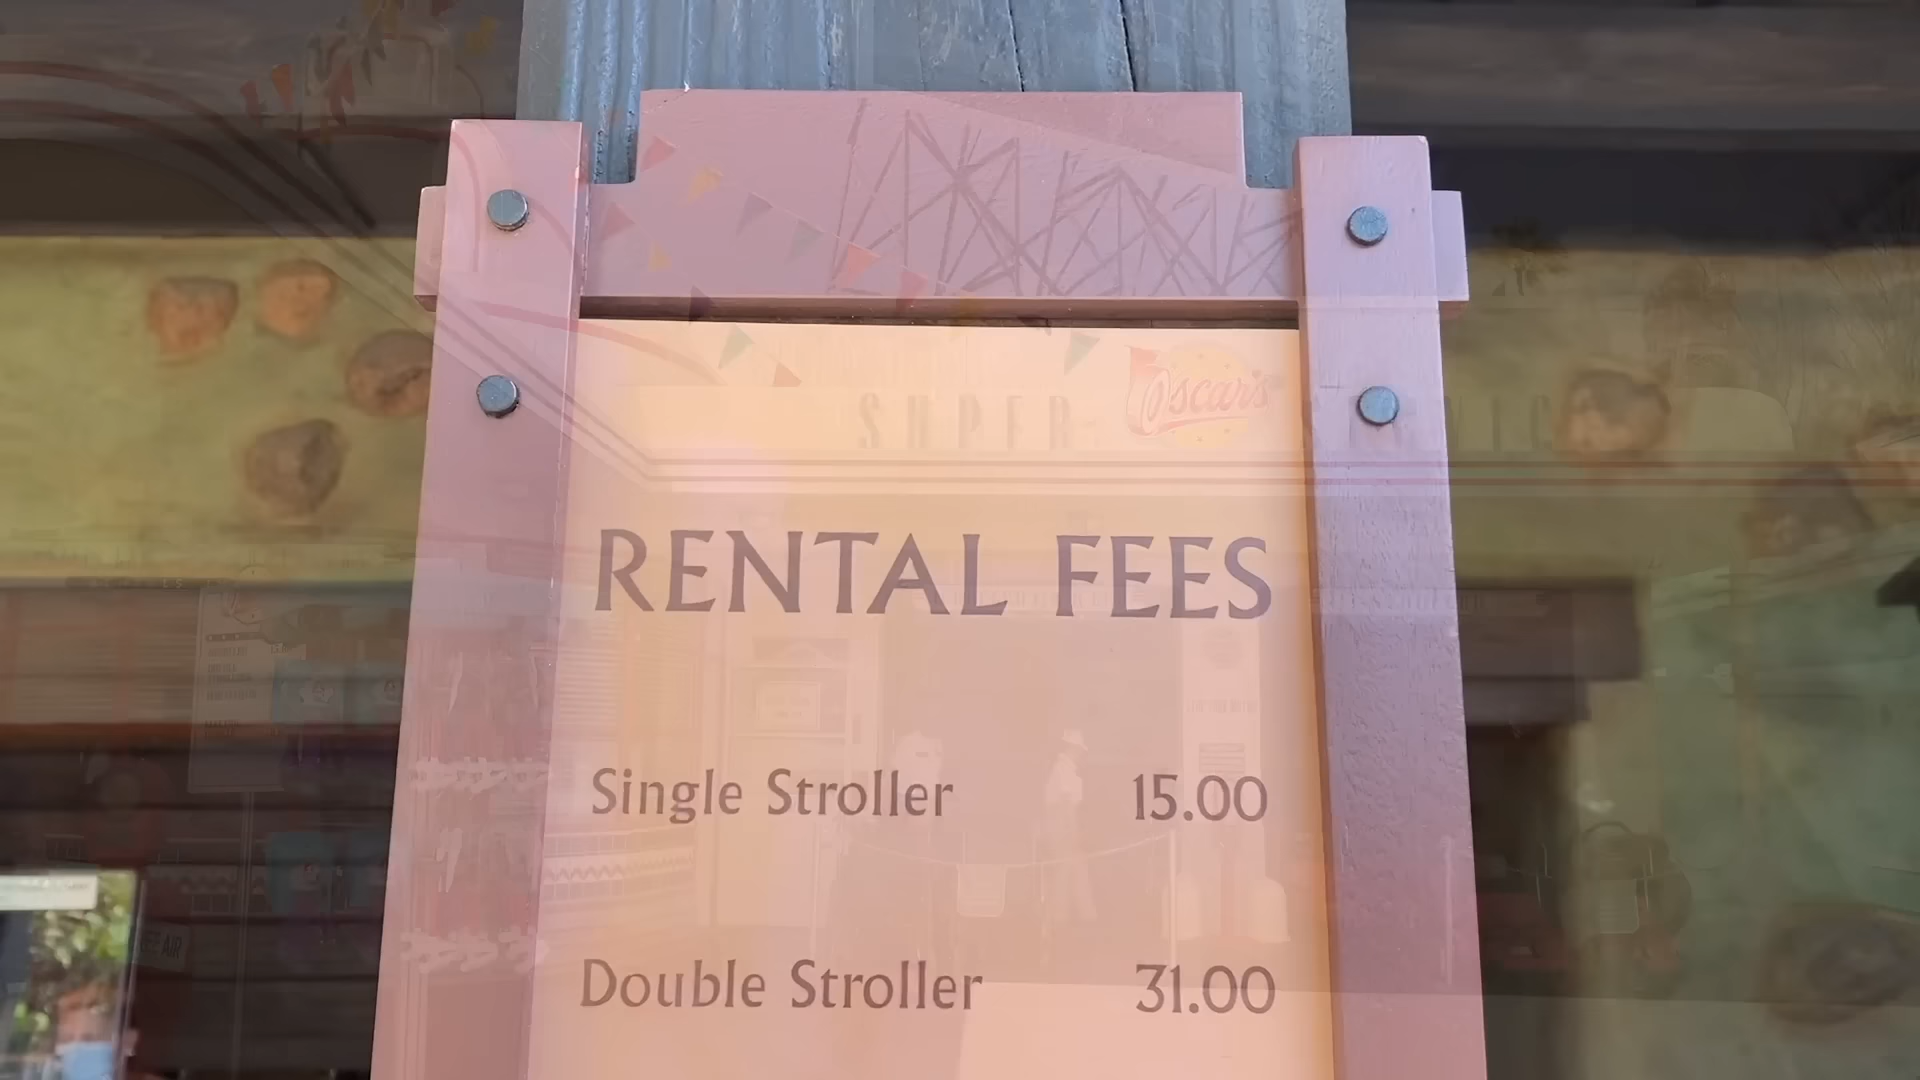 Oscar's
SUPER
RENTAL FEES
Single Stroller 15.00
Double Stroller 31.00